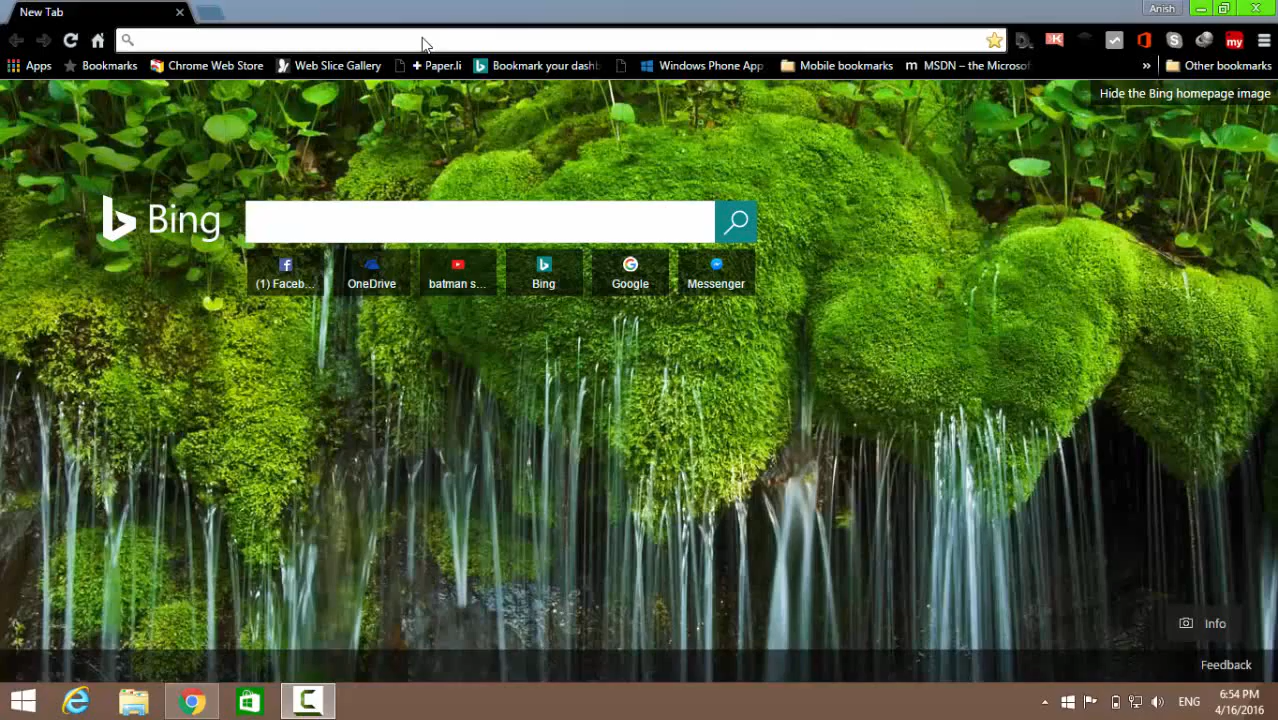 New Tab
Anish
Apps
Bookmarks
Chrome Web Store
Web Slice Gallery
+ Paper.li
Bookmark your dashb
Windows Phone App
Mobile bookmarks
m MSDN – the Microsof
»
Other bookmarks
my
Hide the Bing homepage image
Bing
(1) Faceb...
OneDrive
batman s...
Bing
Google
Messenger
Info
Feedback
ENG
6:54 PM
4/16/2016